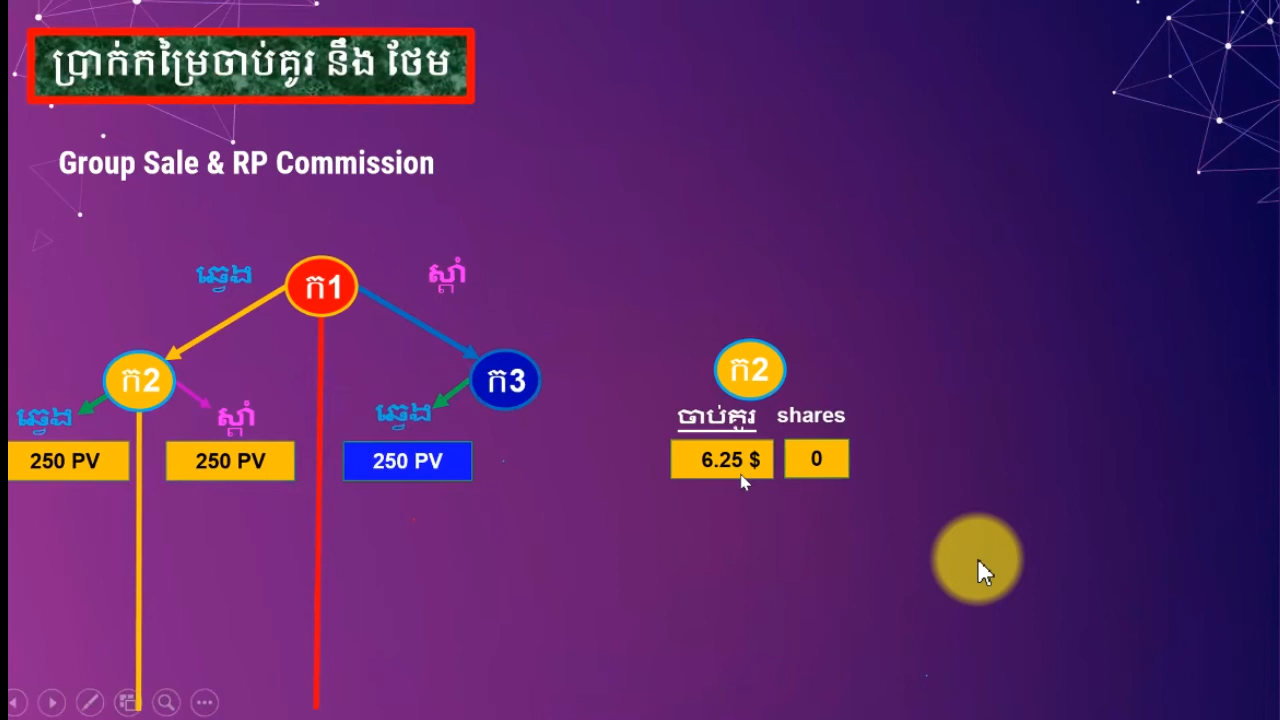 ប្រាក់កម្រៃចាប់គូរ នឹង ថែម
Group Sale & RP Commission
ឆ្វេង
ក1
ស្តាំ
ក2
ក3
ឆ្វេង
ស្តាំ
ឆ្វេង
250 PV
250 PV
250 PV
ក2
ចាប់គូរ shares
6.25 $
0